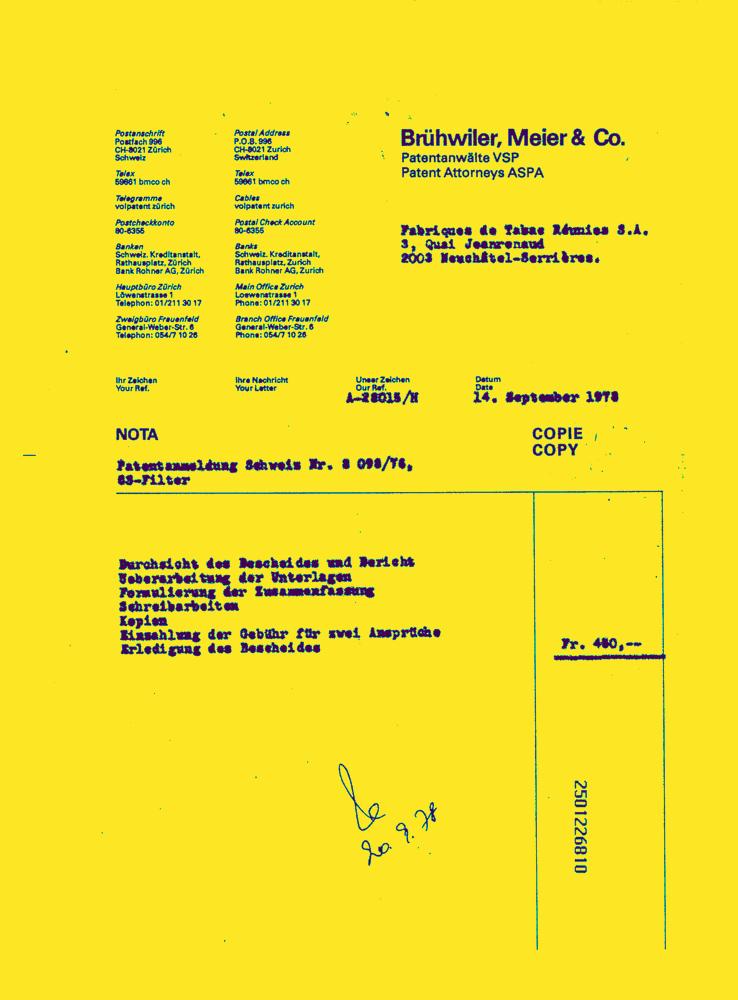 Postanschrift
Postfach 996
CH-8021 Zürich
Schweiz
Telex
59661 bmco ch
Telegramme
volpatent zürich
Postcheckkonto
80-6355
Banken
Schweiz. Kreditanstalt,
Rathausplatz, Zürich
Bank Rohner AG, Zürich
Hauptbüro Zürich
Löwenstrasse 1
Telephon: 01/211 30 17
Zweigbüro Frauenfeld
General-Weber-Str. 6
Telephon: 054/7 10 26
Postal Address
P.O.B. 996
CH-8021 Zurich
Switzerland
Telex
59661 bmco ch
Cables
volpatent zurich
Postal Check Account
80-6355
Banks
Schweiz. Kreditanstalt,
Rathausplatz, Zurich
Bank Rohner AG, Zurich
Main Office Zurich
Loewenstrasse 1
Phone: 01/211 30 17
Branch Office Frauenfeld
General-Weber-Str. 6
Phone: 054/7 10 26
Brühwiler, Meier & Co.
Patentanwälte VSP
Patent Attorneys ASPA
Fabriques de Tabac Réunies S.A.
3, Quai Jeanrenaud
2003 Neuchâtel-Serrières.
Ihr Zeichen
Your Ref.
Ihre Nachricht
Your Letter
Unser Zeichen
Our Ref.
A-28015/H
Datum
Date
14. September 1978
NOTA
COPIE
COPY
Patentanmeldung Schweiz Nr. 8 098/76,
GS-Filter
Durchsicht des Bescheides und Bericht
Ueberarbeitung der Unterlagen
Formulierung der Zusammenfassung
Schreibarbeiten
Kopien
Einzahlung der Gebühr für zwei Ansprüche
Erledigung des Bescheides
Fr. 480,--
20. 9. 78
2501226810